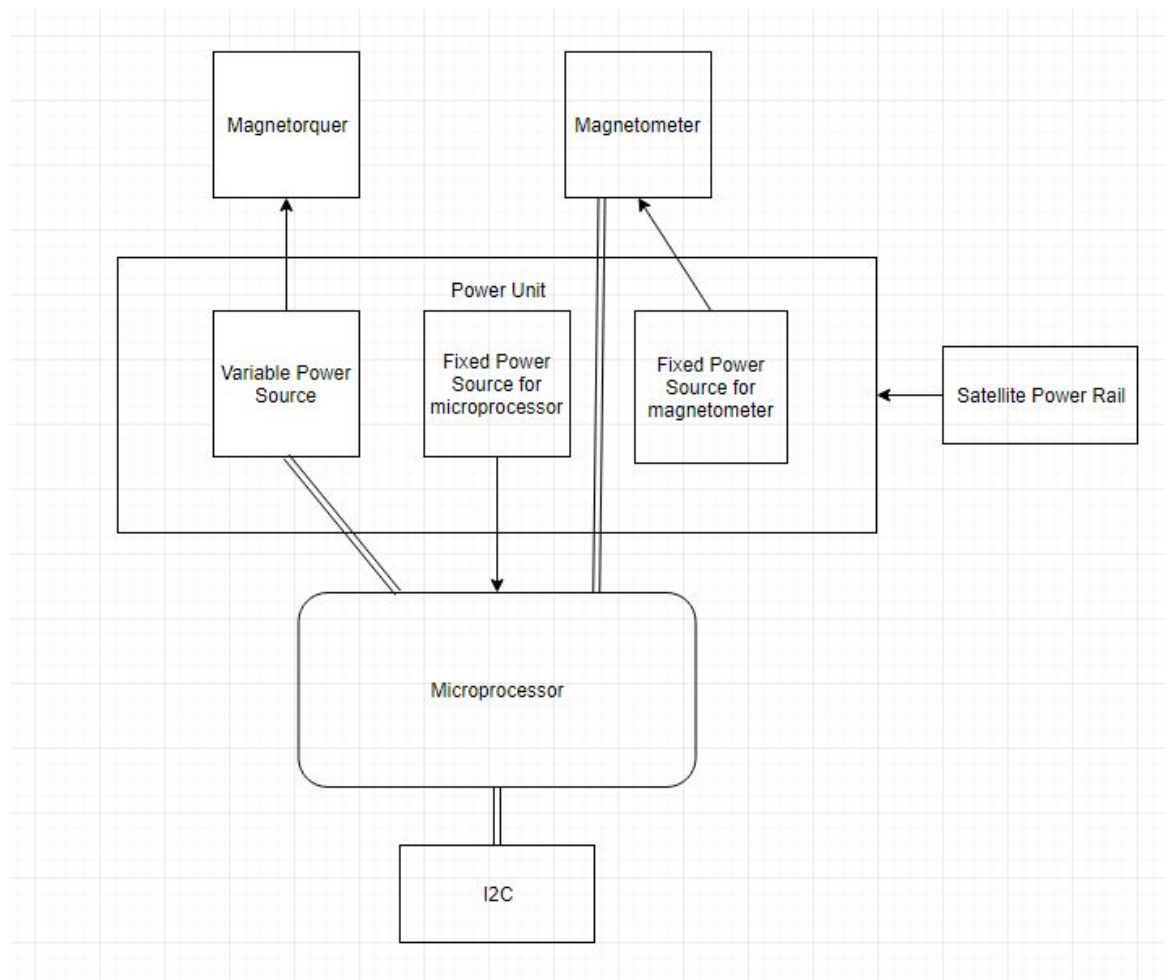 Magnetorquer
Magnetometer
Power Unit
Variable Power
Source
Fixed Power
Source for
microprocessor
Fixed Power
Source for
magnetometer
Satellite Power Rail
Microprocessor
I2C